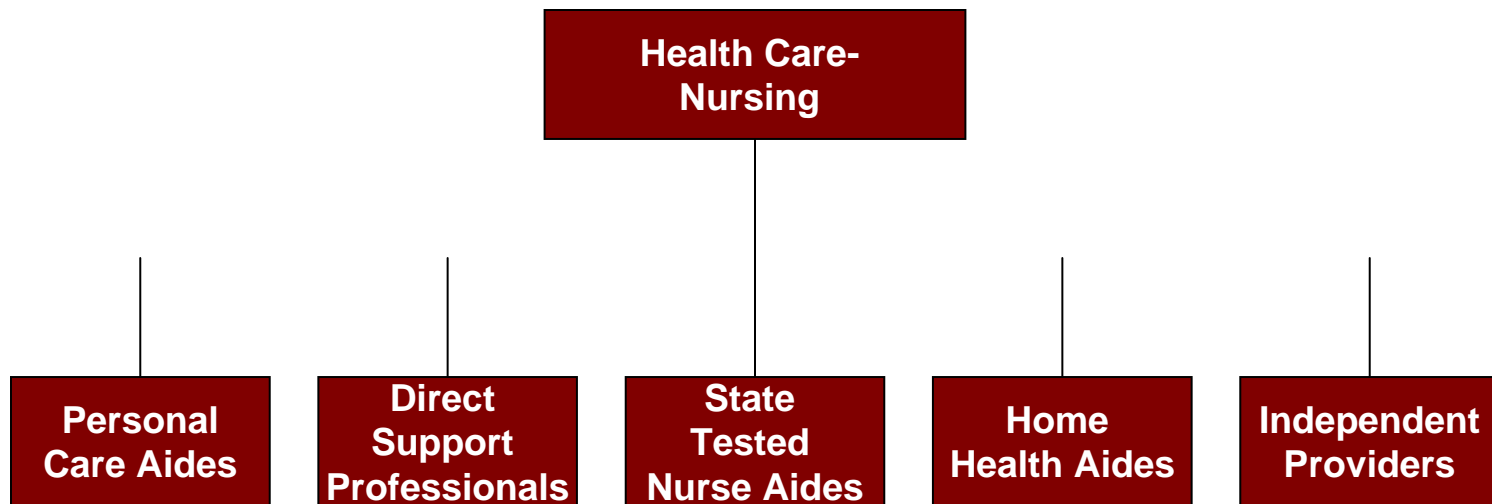 Health Care-
Nursing
Personal
Care Aides
Direct
Support
Professionals
State
Tested
Nurse Aides
Home
Health Aides
Independent
Providers